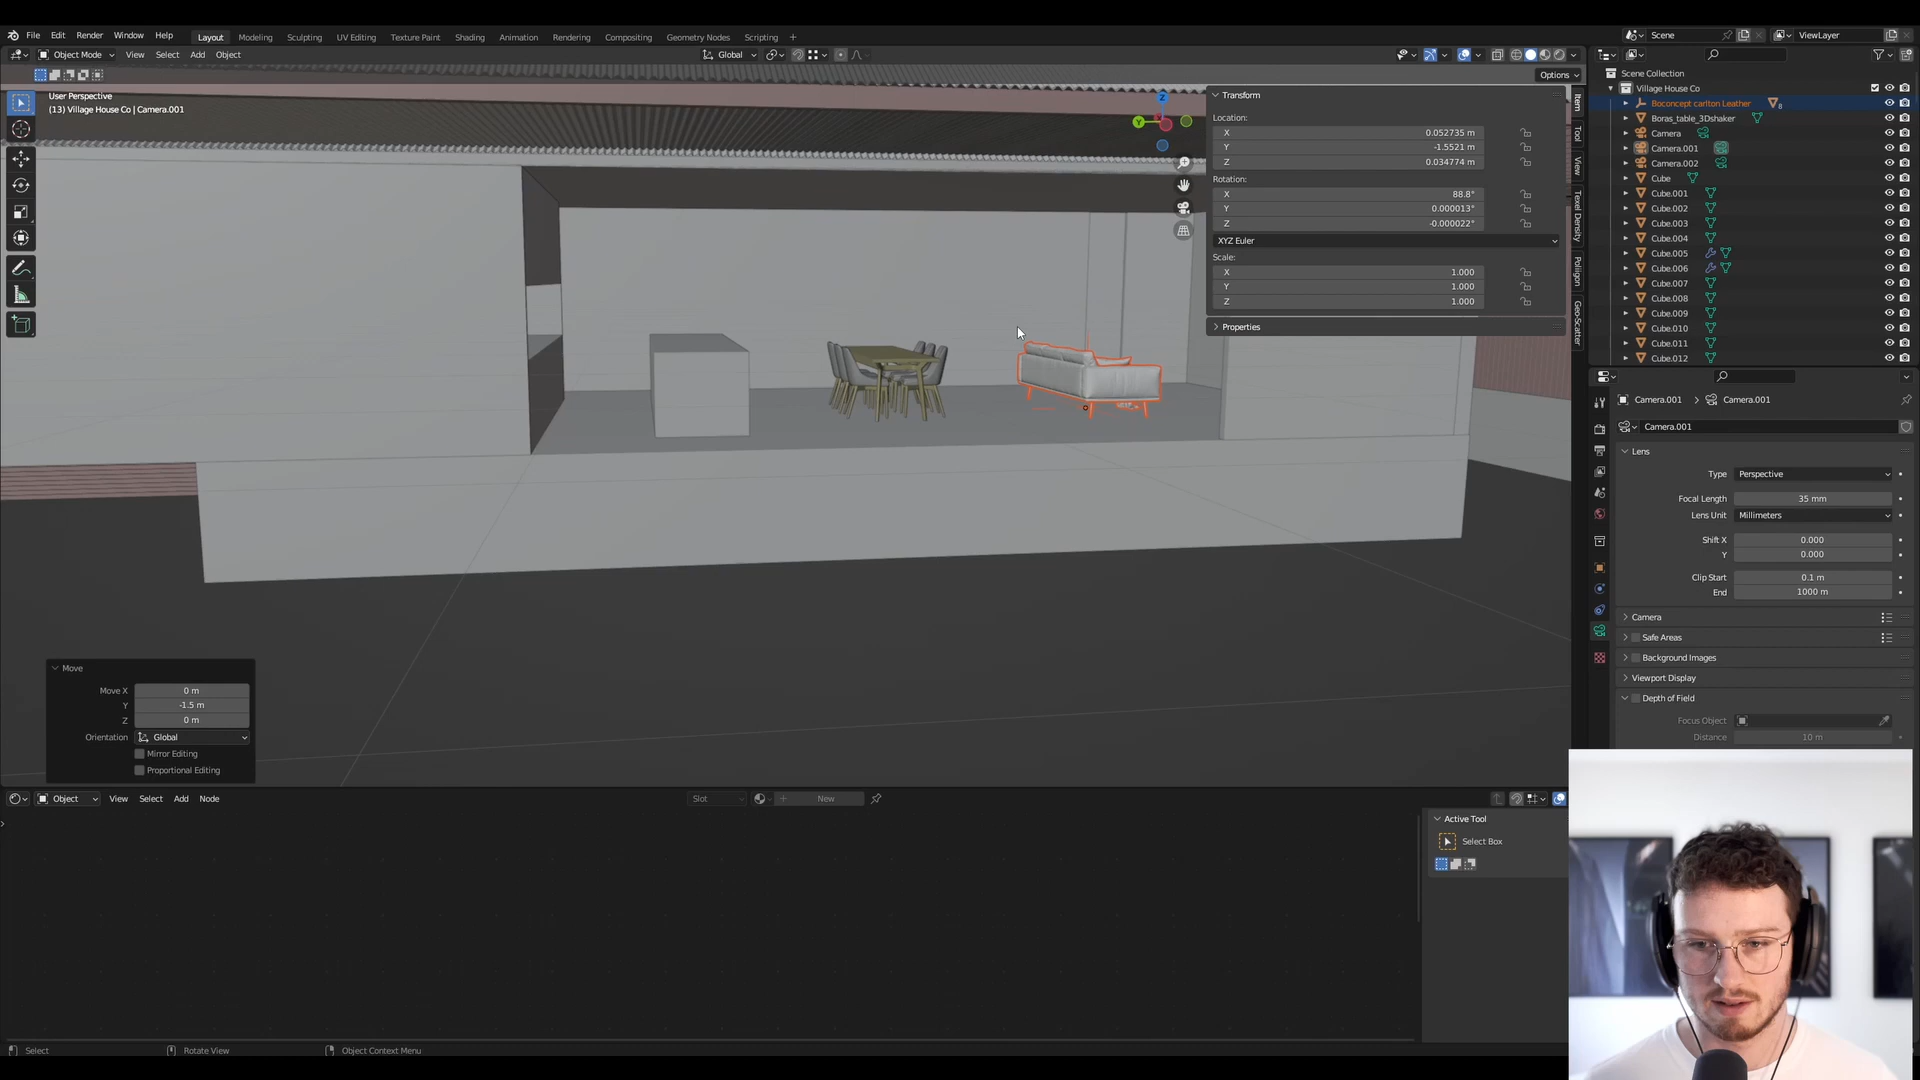 File Edit Render Window Help Layout Modeling Sculpting UV Editing Texture Paint Shading Animation Rendering Compositing Geometry Nodes Scripting + Scene ViewLayer
Object Mode View Select Add Object Global
Options
User Perspective
(13) Village House Co | Camera.001
Z
Y
Transform
Location:
X 0.052735 m
Y -1.5521 m
Z 0.034774 m
Rotation:
X 88.8°
Y 0.000013°
Z -0.000022°
XYZ Euler
Scale:
X 1.000
Y 1.000
Z 1.000
Properties
Item
Tool
View
Texel Density
Poliigon
Geo-Scatter
Scene Collection
Village House Co
Boconcept carlton Leather 8
Boras_table_3Dshaker
Camera
Camera.001
Camera.002
Cube
Cube.001
Cube.002
Cube.003
Cube.004
Cube.005
Cube.006
Cube.007
Cube.008
Cube.009
Cube.010
Cube.011
Cube.012
Camera.001 > Camera.001
Camera.001
Lens
Type Perspective
Focal Length 35 mm
Lens Unit Millimeters
Shift X 0.000
Y 0.000
Clip Start 0.1 m
End 1000 m
Camera
Safe Areas
Background Images
Viewport Display
Depth of Field
Focus Object
Distance 10 m
Move
Move X 0 m
Y -1.5 m
Z 0 m
Orientation Global
Mirror Editing
Proportional Editing
Object View Select Add Node Slot New
Active Tool
Select Box
Select Rotate View Object Context Menu